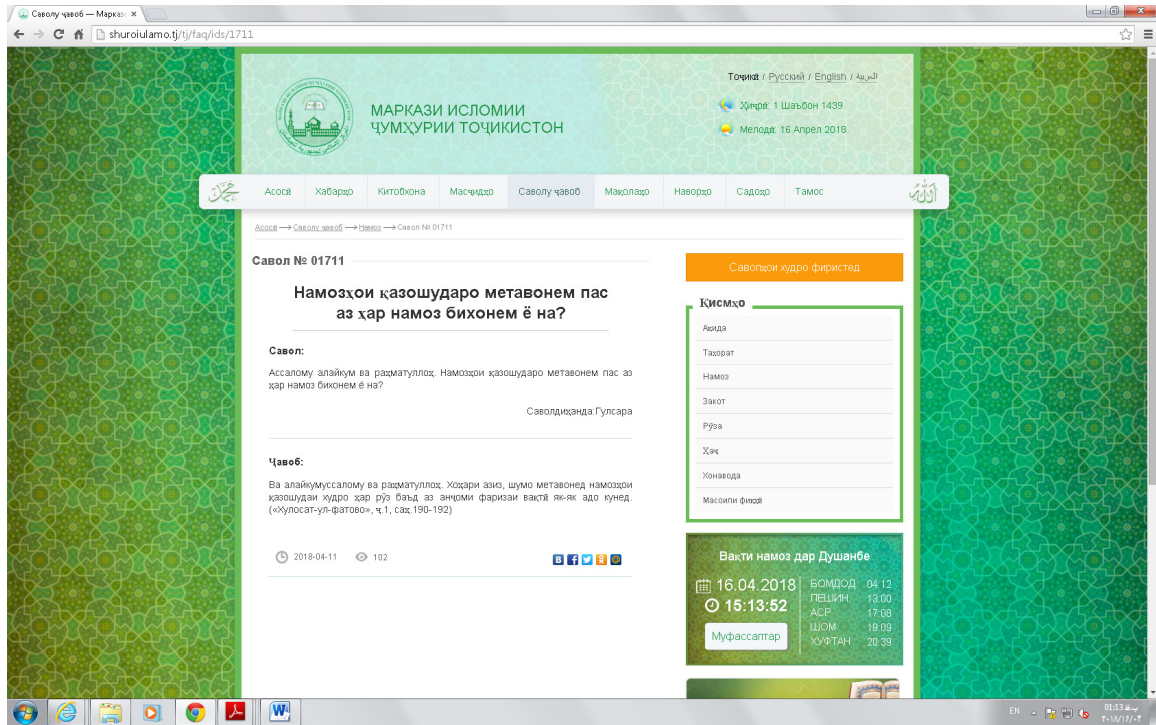 Саволу ҷавоб — Маркази
shuroiulamo.tj/tj/faq/ids/1711
Тоҷикӣ / Русский / English / العربية
МАРКАЗИ ИСЛОМИИ
ҶУМҲУРИИ ТОҶИКИСТОН
Ҳиҷрӣ: 1 Шаъбон 1439
Мелодӣ: 16 Апрел 2018
Асосӣ Хабарҳо Китобхона Масҷидҳо Саволу ҷавоб Мақолаҳо Наворҳо Садоҳо Тамос
Асосӣ → Саволу ҷавоб → Намоз → Савол № 01711
Савол № 01711
Намозҳои қазошударо метавонем пас
аз ҳар намоз бихонем ё на?
Савол:
Ассалому алайкум ва раҳматуллоҳ. Намозҳои қазошударо метавонем пас аз
ҳар намоз бихонем ё на?
Саволдиҳанда:Гулсара
Ҷавоб:
Ва алайкумуссалому ва раҳматуллоҳ. Хоҳари азиз, шумо метавонед намозҳои
қазошудаи худро ҳар рӯз баъд аз анҷоми фаризаи вақтӣ як-як адо кунед.
(«Хулосат-ул-фатово», ҷ.1, саҳ.190-192)
2018-04-11 102
Саволҳои худро фиристед
Қисмҳо
Ақида
Таҳорат
Намоз
Закот
Рӯза
Ҳаҷ
Хонавода
Масоили фиқҳӣ
Вақти намоз дар Душанбе
16.04.2018
15:13:52
Муфассалтар
БОМДОД 04:12
ПЕШИН 13:00
АСР 17:08
ШОМ 19:09
ХУФТАН 20:39
EN
01:13 ب.ظ